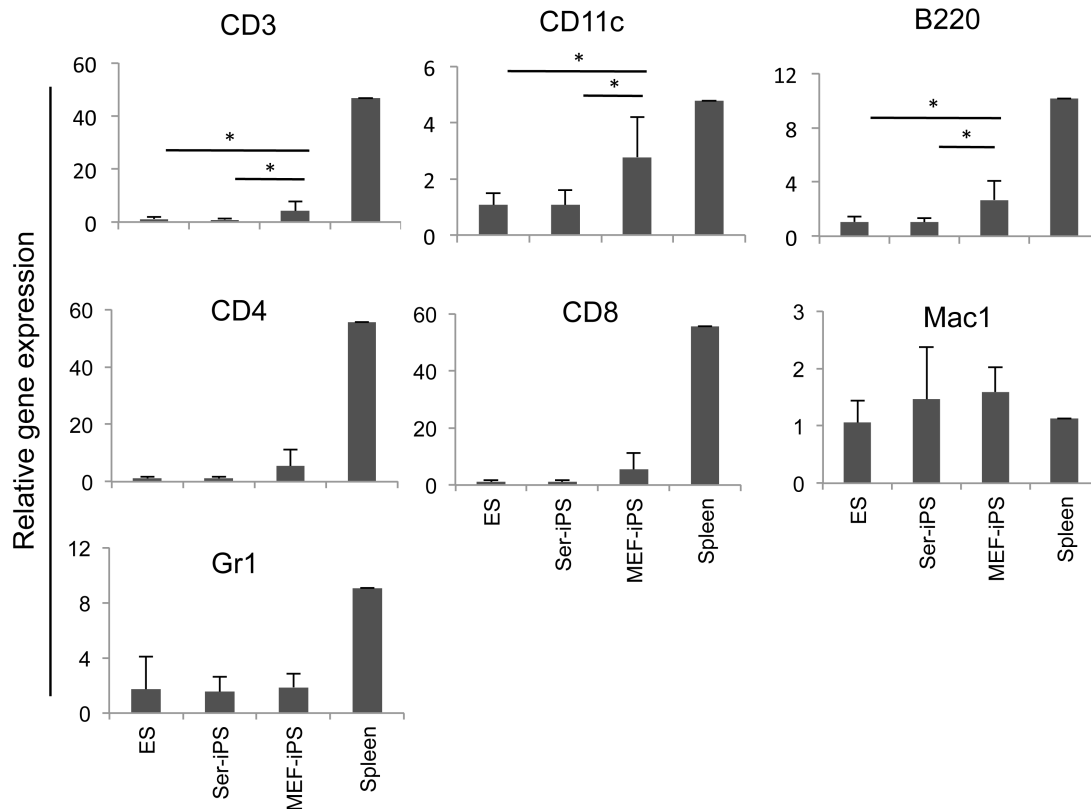 Relative gene expression
CD3
60
40
20
0
*
*
CD11c
6
4
2
0
*
*
B220
12
8
4
0
*
*
CD4
60
40
20
0
CD8
60
40
20
0
ES
Ser-iPS
MEF-iPS
Spleen
Mac1
3
2
1
0
ES
Ser-iPS
MEF-iPS
Spleen
Gr1
12
8
4
0
ES
Ser-iPS
MEF-iPS
Spleen